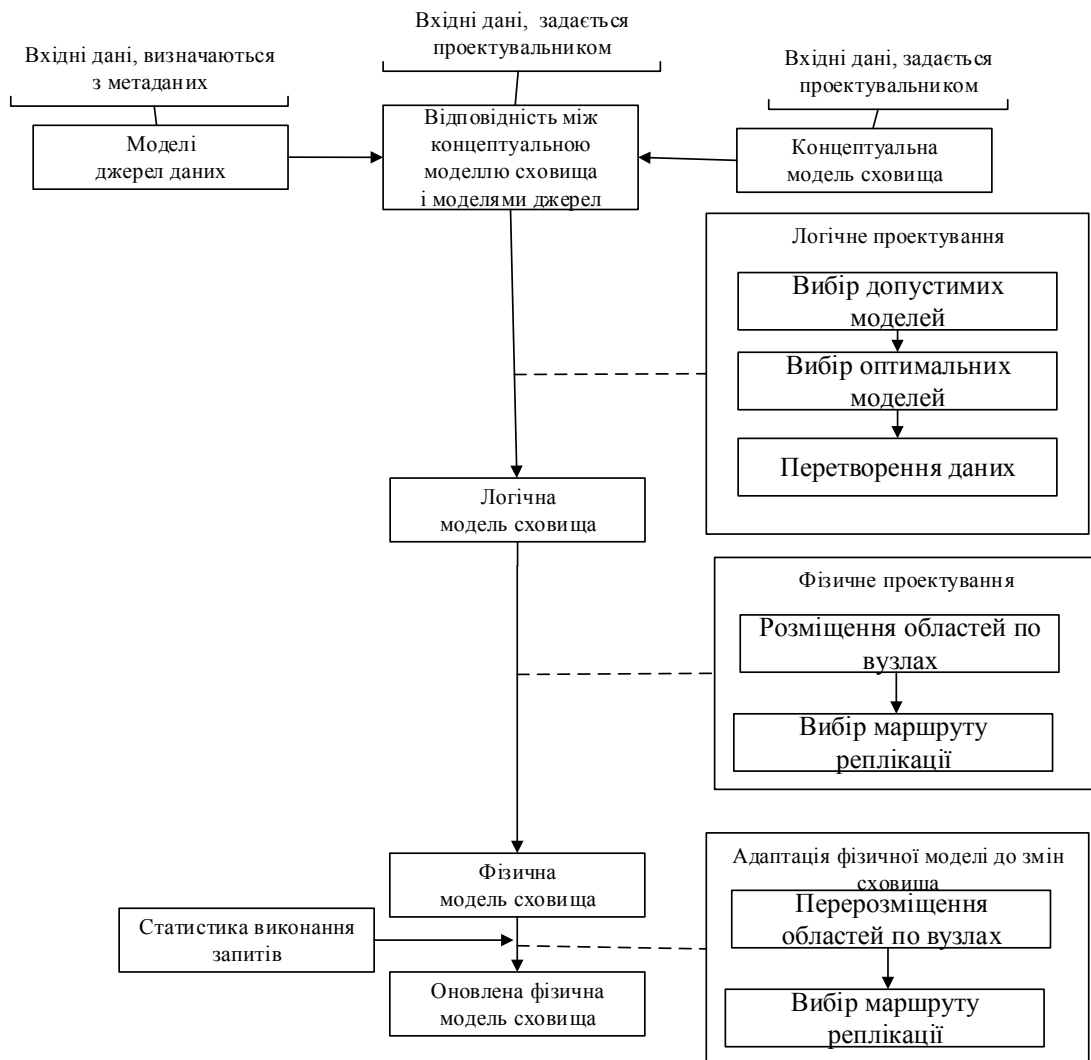 Вхідні дані, визначаються
з метаданих
Вхідні дані, задається
проектувальником
Вхідні дані, задається
проектувальником
Моделі
джерел даних
Відповідність між
концептуальною
моделлю сховища
і моделями джерел
Концептуальна
модель сховища
Логічне проектування
Вибір допустимих
моделей
Вибір оптимальних
моделей
Перетворення даних
Логічна
модель сховища
Фізичне проектування
Розміщення областей по
вузлах
Вибір маршруту
реплікації
Фізична
модель сховища
Адаптація фізичної моделі до змін
сховища
Перерозміщення
областей по вузлах
Статистика виконання
запитів
Оновлена фізична
модель сховища
Вибір маршруту
реплікації